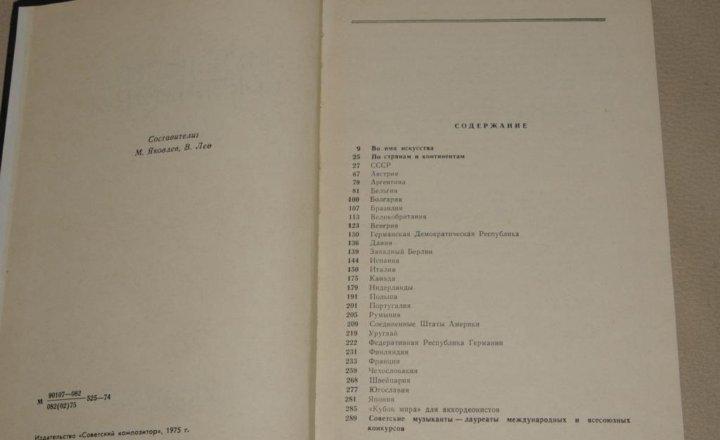 Составители:
М. Яковлев, В. Лев
М 90107—082
082(02)75
525—74
Издательство «Советский композитор», 1975 г.
СОДЕРЖАНИЕ
9 Во имя искусства
25 По странам и континентам
27 СССР
67 Австрия
79 Аргентина
81 Бельгия
100 Болгария
107 Бразилия
113 Великобритания
123 Венгрия
130 Германская Демократическая Республика
136 Дания
139 Западный Берлин
144 Испания
150 Италия
175 Канада
179 Нидерланды
191 Польша
201 Португалия
205 Румыния
209 Соединенные Штаты Америки
219 Уругвай
222 Федеративная Республика Германии
231 Финляндия
233 Франция
259 Чехословакия
268 Швейцария
277 Югославия
281 Япония
285 «Кубок мира» для аккордеонистов
289 Советские музыканты — лауреаты международных и всесоюзных
конкурсов